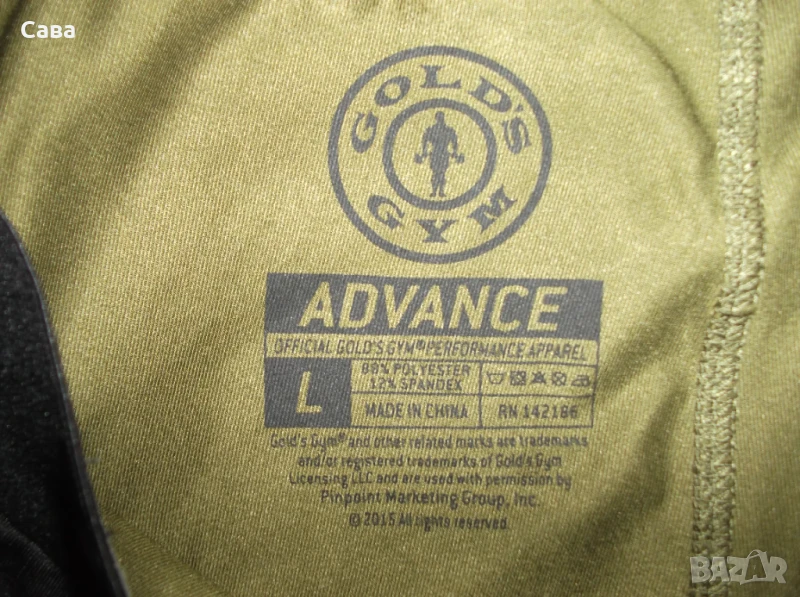 Сава
GOLD'S
GYM
ADVANCE
OFFICIAL GOLD'S GYM® PERFORMANCE APPAREL
L
88% POLYESTER
12% SPANDEX
MADE IN CHINA
RN 142186
Gold's Gym® and other related marks are trademarks
and/or registered trademarks of Gold's Gym
Licensing LLC and are used with permission by
Pinpoint Marketing Group, Inc.
© 2015 All rights reserved.
BAZAR